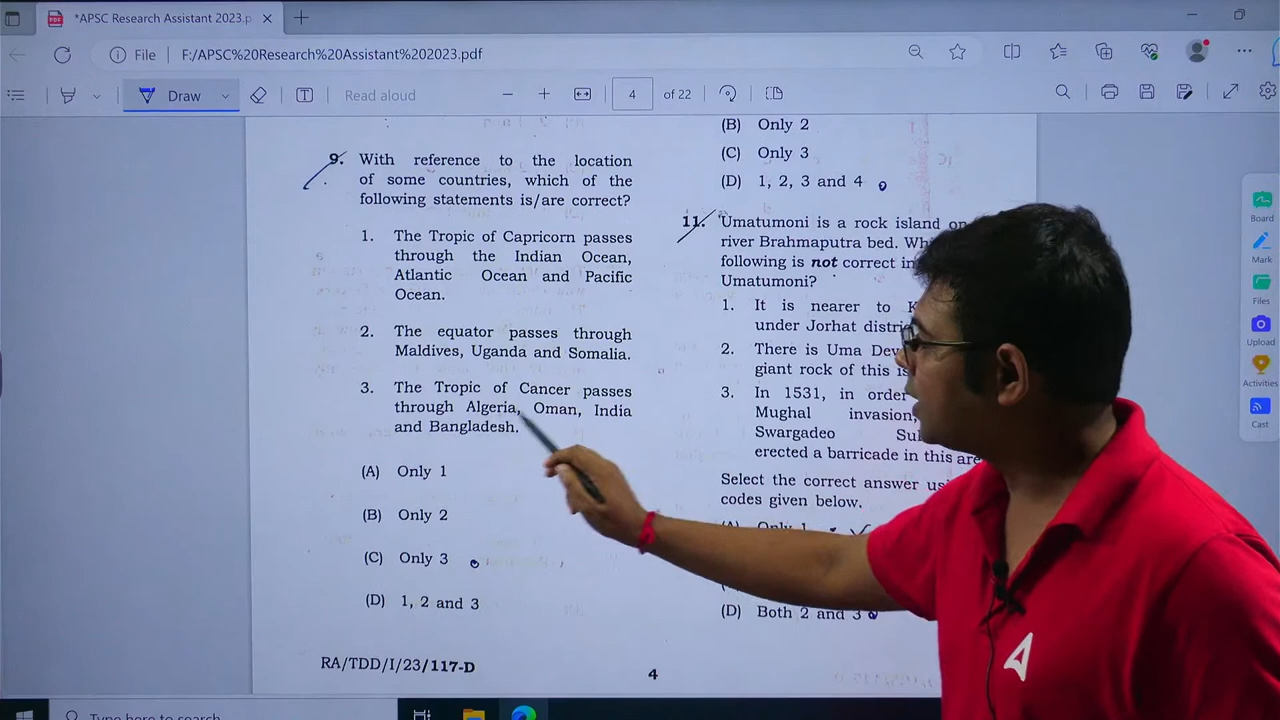 *APSC Research Assistant 2023.p
File
F:/APSC%20Research%20Assistant%202023.pdf
Draw
Read aloud
4
of 22
9. With reference to the location
of some countries, which of the
following statements is/are correct?
1. The Tropic of Capricorn passes
through the Indian Ocean,
Atlantic Ocean and Pacific
Ocean.
2. The equator passes through
Maldives, Uganda and Somalia.
3. The Tropic of Cancer passes
through Algeria, Oman, India
and Bangladesh.
(A) Only 1
(B) Only 2
(C) Only 3
(D) 1, 2 and 3
RA/TDD/I/23/117-D
4
(B) Only 2
(C) Only 3
(D) 1, 2, 3 and 4
11. Umatumoni is a rock island on
river Brahmaputra bed.
following is not correct in
Umatumoni?
1. It is nearer to
under Jorhat
2. There is Uma
giant rock of this
3. In 1531, in order
Mughal invasion,
Swargadeo
erected a barricade in this
Select the correct answer
codes given below.
(A) Only 1
(D) Both 2 and 3
Board
Mark
Files
Upload
Activities
Cast
Type here to search